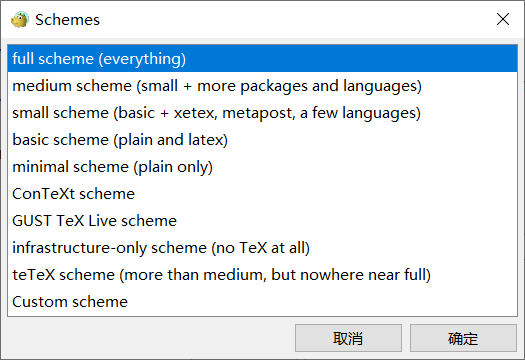 Schemes
full scheme (everything)
medium scheme (small + more packages and languages)
small scheme (basic + xetex, metapost, a few languages)
basic scheme (plain and latex)
minimal scheme (plain only)
ConTeXt scheme
GUST TeX Live scheme
infrastructure-only scheme (no TeX at all)
teTeX scheme (more than medium, but nowhere near full)
Custom scheme
取消 确定